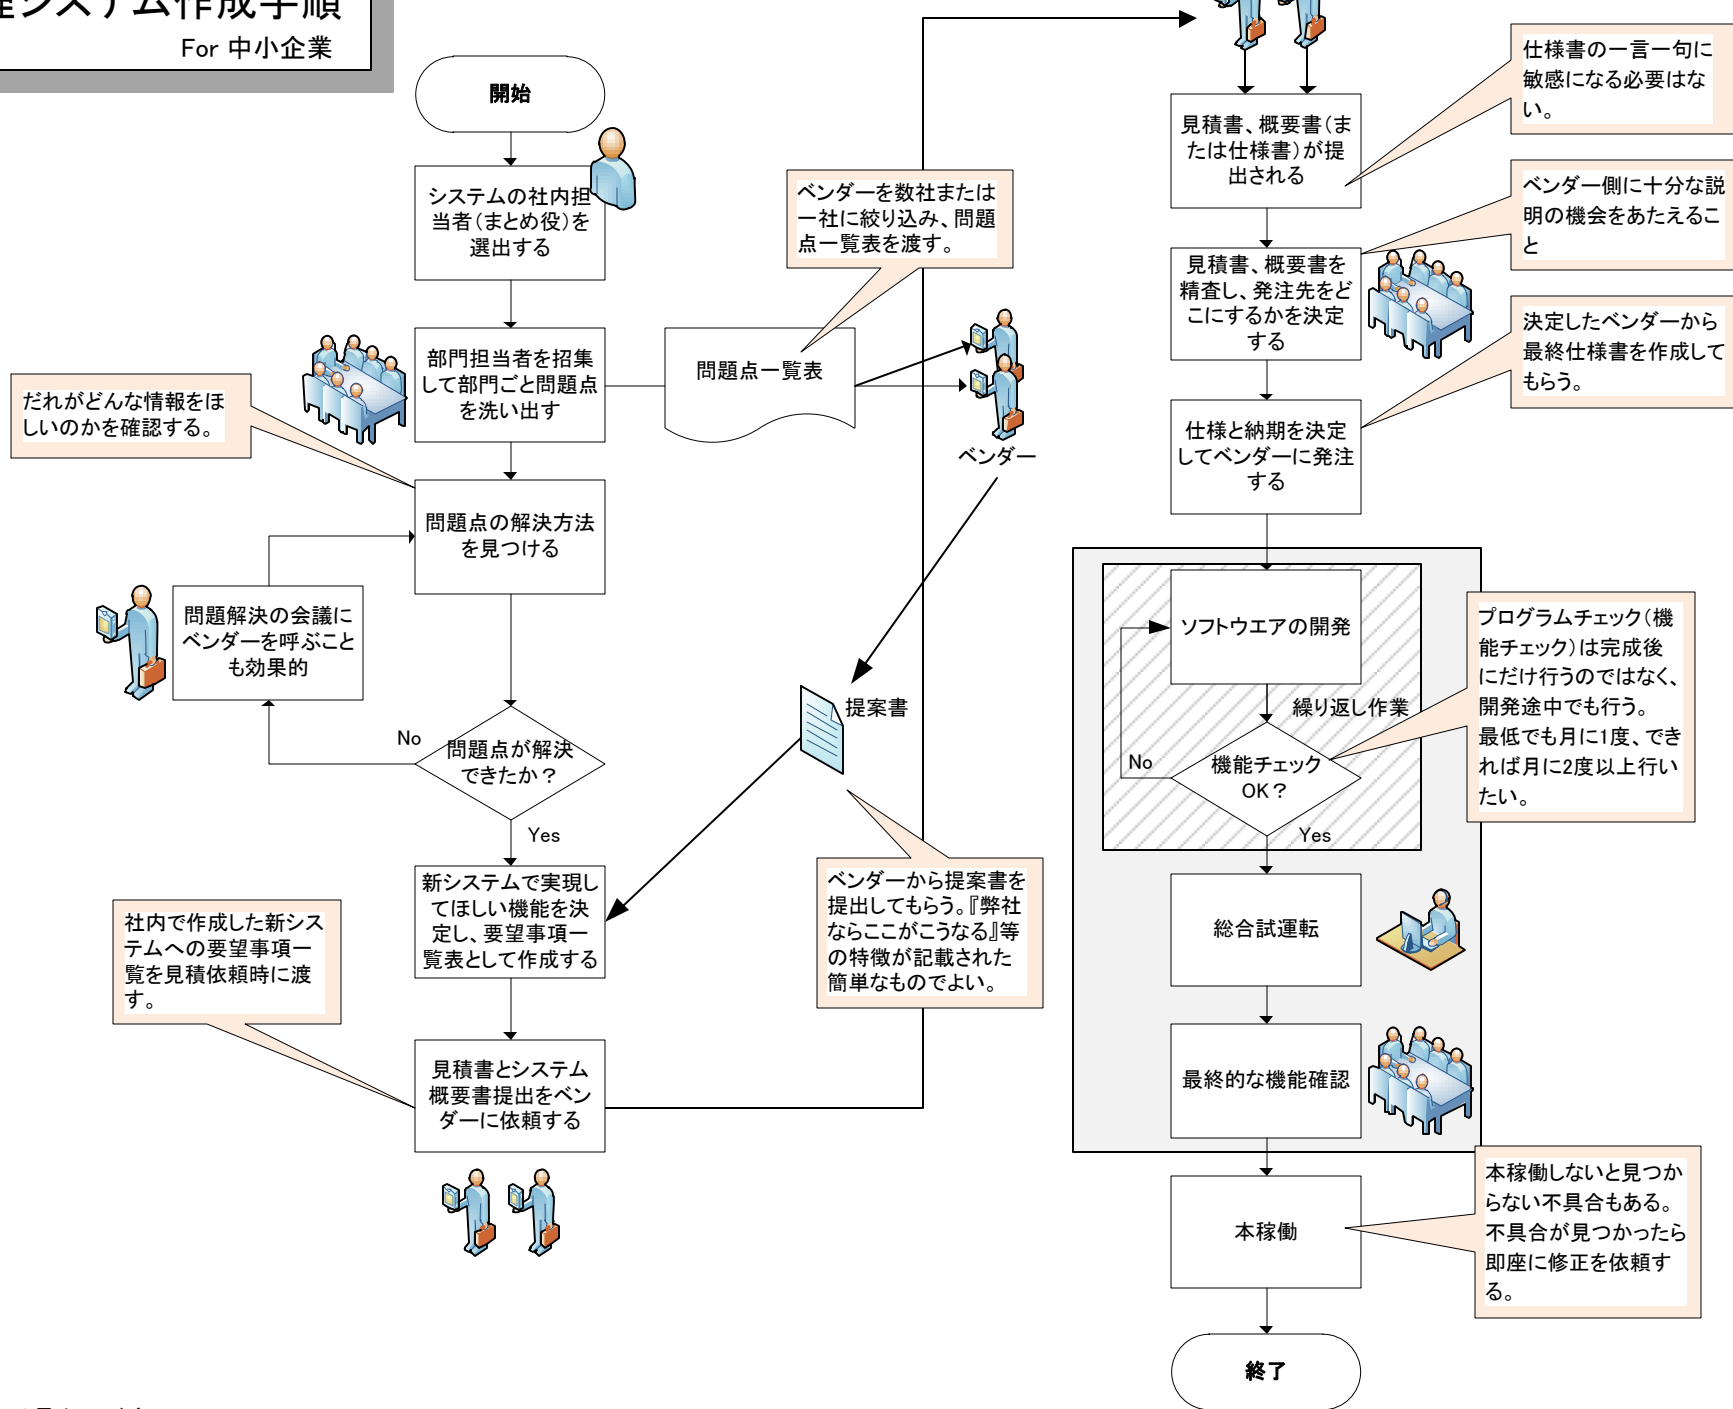 システム作成手順
For 中小企業
開始
システムの社内担
当者（まとめ役）を
選出する
部門担当者を招集
して部門ごと問題点
を洗い出す
問題点一覧表
ベンダーを数社または
一社に絞り込み、問題
点一覧表を渡す。
ベンダー
だれがどんな情報をほ
しいのかを確認する。
問題点の解決方法
を見つける
問題解決の会議に
ベンダーを呼ぶこと
も効果的
No
問題点が解決
できたか？
Yes
提案書
ベンダーから提案書を
提出してもらう。『弊社
ならここがこうなる』等
の特徴が記載された
簡単なものでよい。
新システムで実現し
てほしい機能を決
定し、要望事項一
覧表として作成する
社内で作成した新シス
テムへの要望事項一
覧を見積依頼時に渡
す。
見積書とシステム
概要書提出をベン
ダーに依頼する
見積書、概要書（ま
たは仕様書）が提
出される
仕様書の一言一句に
敏感になる必要はな
い。
見積書、概要書を
精査し、発注先をど
こにするかを決定
する
ベンダー側に十分な説
明の機会をあたえるこ
と
仕様と納期を決定
してベンダーに発注
する
決定したベンダーから
最終仕様書を作成して
もらう。
ソフトウエアの開発
繰り返し作業
No
機能チェック
OK？
Yes
プログラムチェック（機
能チェック）は完成後
にだけ行うのではなく、
開発途中でも行う。
最低でも月に1度、でき
れば月に2度以上行い
たい。
総合試運転
最終的な機能確認
本稼働
本稼働しないと見つか
らない不具合もある。
不具合が見つかったら
即座に修正を依頼す
る。
終了